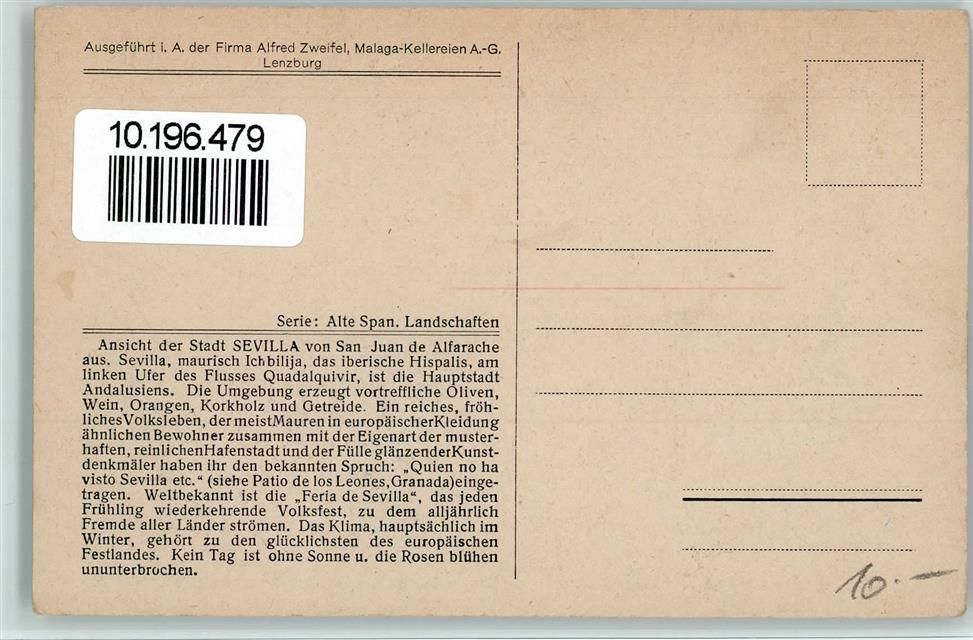 Ausgeführt i. A. der Firma Alfred Zweifel, Malaga-Kellereien A.-G.
Lenzburg
10.196.479
Serie: Alte Span. Landschaften
Ansicht der Stadt SEVILLA von San Juan de Alfarache
aus. Sevilla, maurisch Ichbilija, das iberische Hispalis, am
linken Ufer des Flusses Quadalquivir, ist die Hauptstadt
Andalusiens. Die Umgebung erzeugt vortreffliche Oliven,
Wein, Orangen, Korkholz und Getreide. Ein reiches, fröh-
liches Volksleben, der meist Mauren in europäischer Kleidung
ähnlichen Bewohner zusammen mit der Eigenart der muster-
haften, reinlichen Hafenstadt und der Fülle glänzender Kunst-
denkmäler haben ihr den bekannten Spruch: „Quien no ha
visto Sevilla etc.“ (siehe Patio de los Leones, Granada) einge-
tragen. Weltbekannt ist die „Feria de Sevilla“, das jeden
Frühling wiederkehrende Volksfest, zu dem alljährlich
Fremde aller Länder strömen. Das Klima, hauptsächlich im
Winter, gehört zu den glücklichsten des europäischen
Festlandes. Kein Tag ist ohne Sonne u. die Rosen blühen
ununterbrochen.
10.-